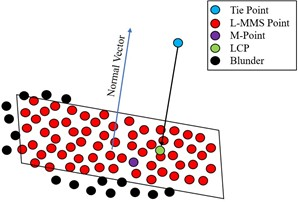 Normal Vector
Tie Point
L-MMS Point
M-Point
LCP
Blunder